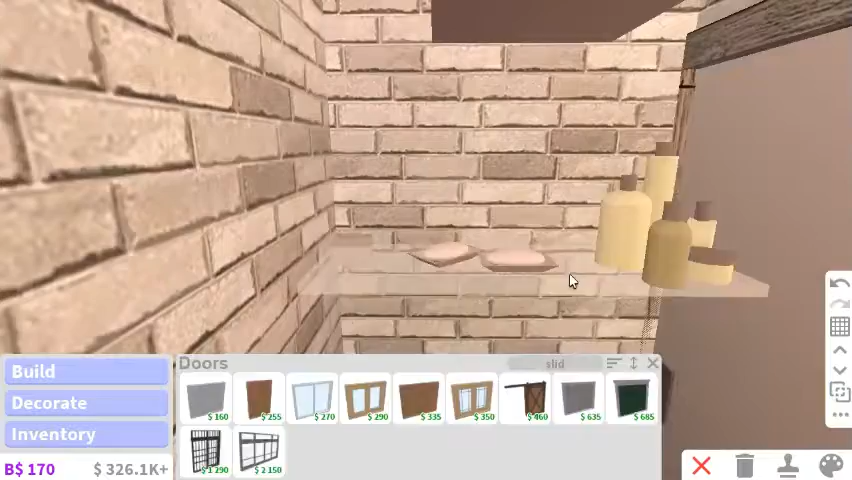 Doors
slid
Build
Decorate
Inventory
B$ 170
$ 326.1K+
$ 160
$ 255
$ 270
$ 290
$ 335
$ 350
$ 460
$ 635
$ 685
$ 1 290
$ 2 150